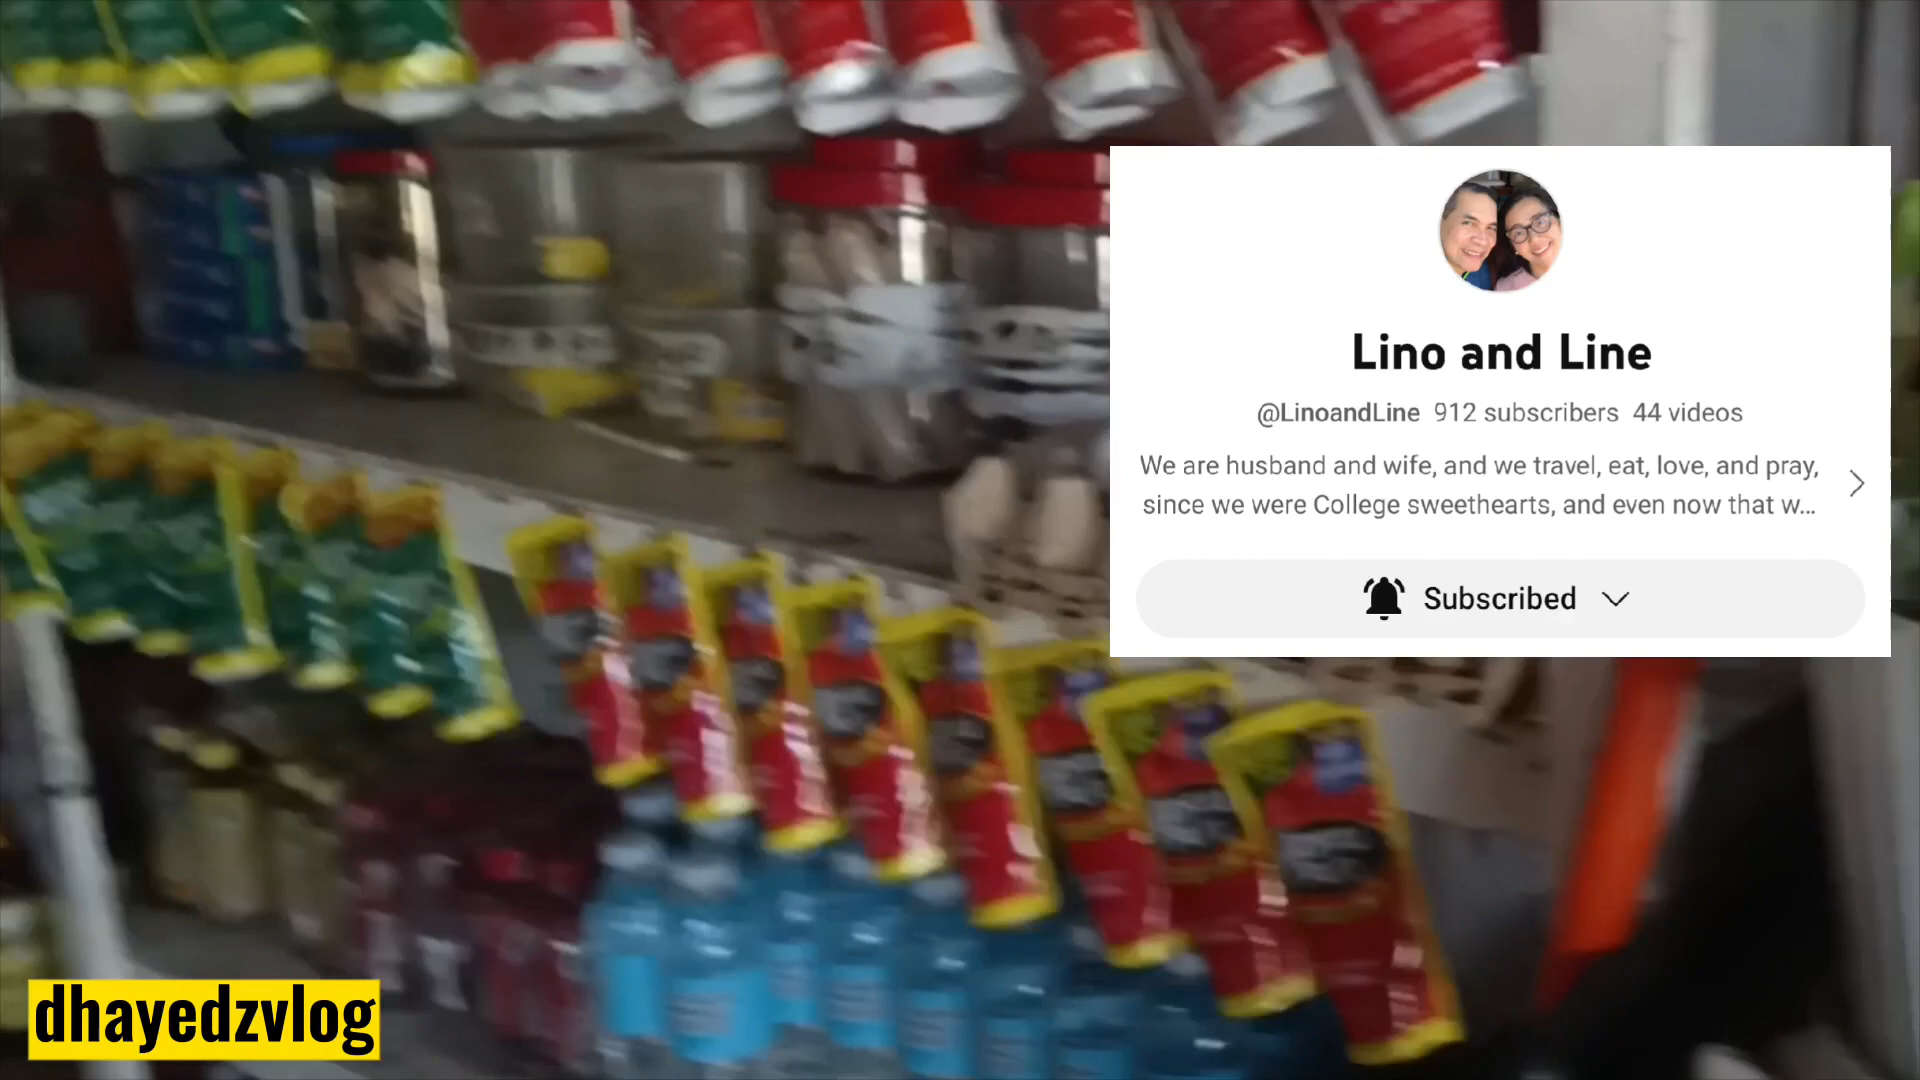 Lino and Line
@LinoandLine 912 subscribers 44 videos
We are husband and wife, and we travel, eat, love, and pray,
since we were College sweethearts, and even now that w...
Subscribed
dhayedzvlog